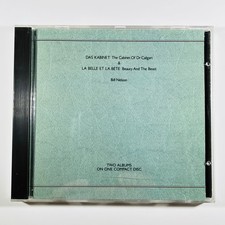 DAS KABINET The Cabinet Of Dr Caligari
&
LA BELLE ET LA BETE Beauty And The Beast
Bill Nelson
TWO ALBUMS
ON ONE COMPACT DISC